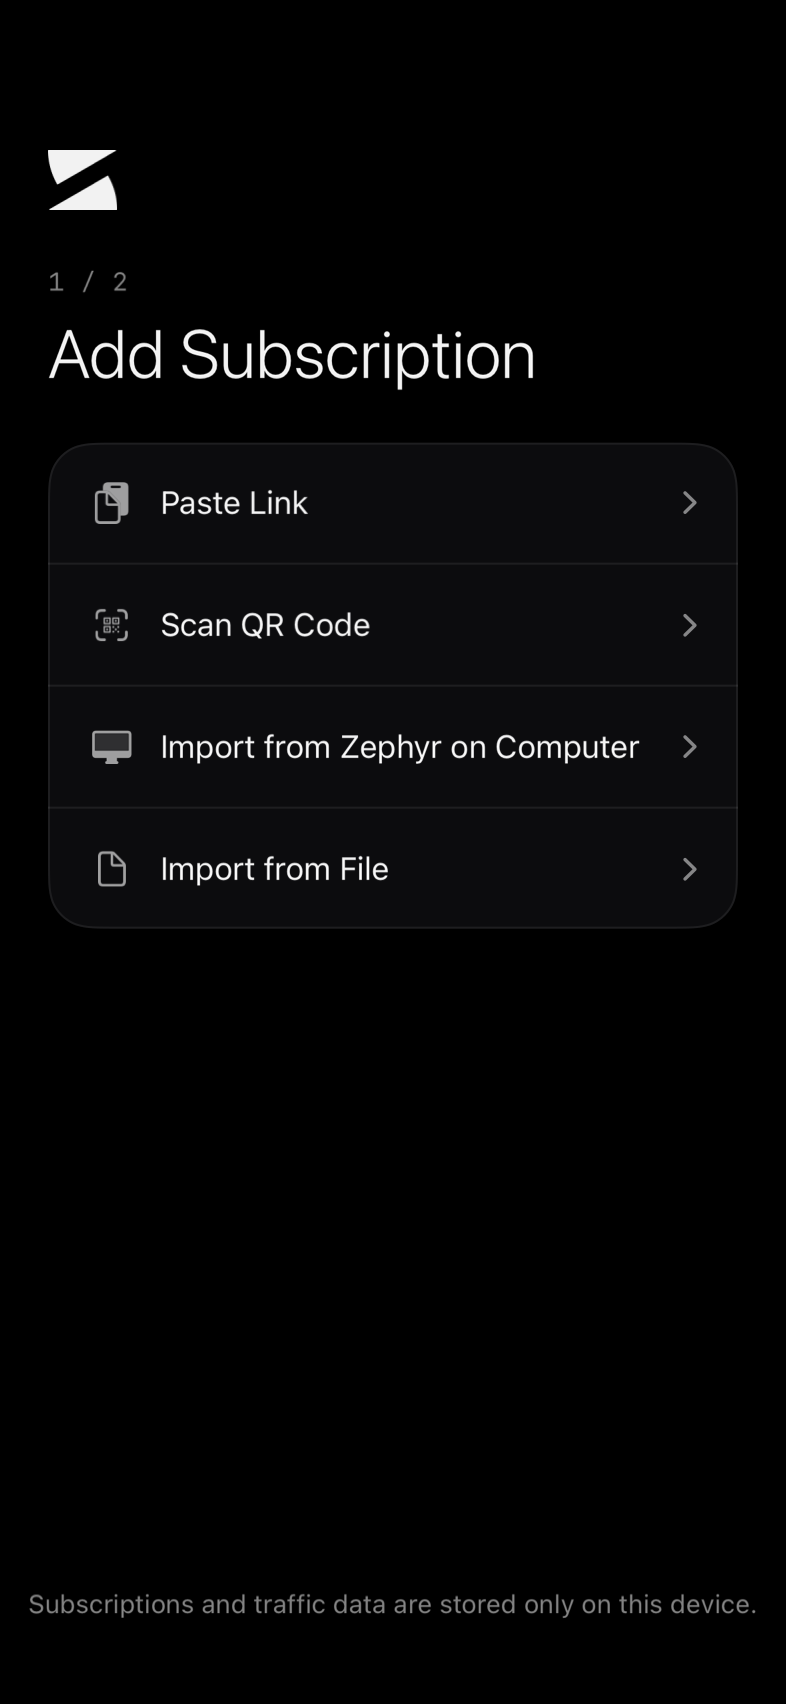 1 / 2
Add Subscription
Paste Link
Scan QR Code
Import from Zephyr on Computer
Import from File
Subscriptions and traffic data are stored only on this device.